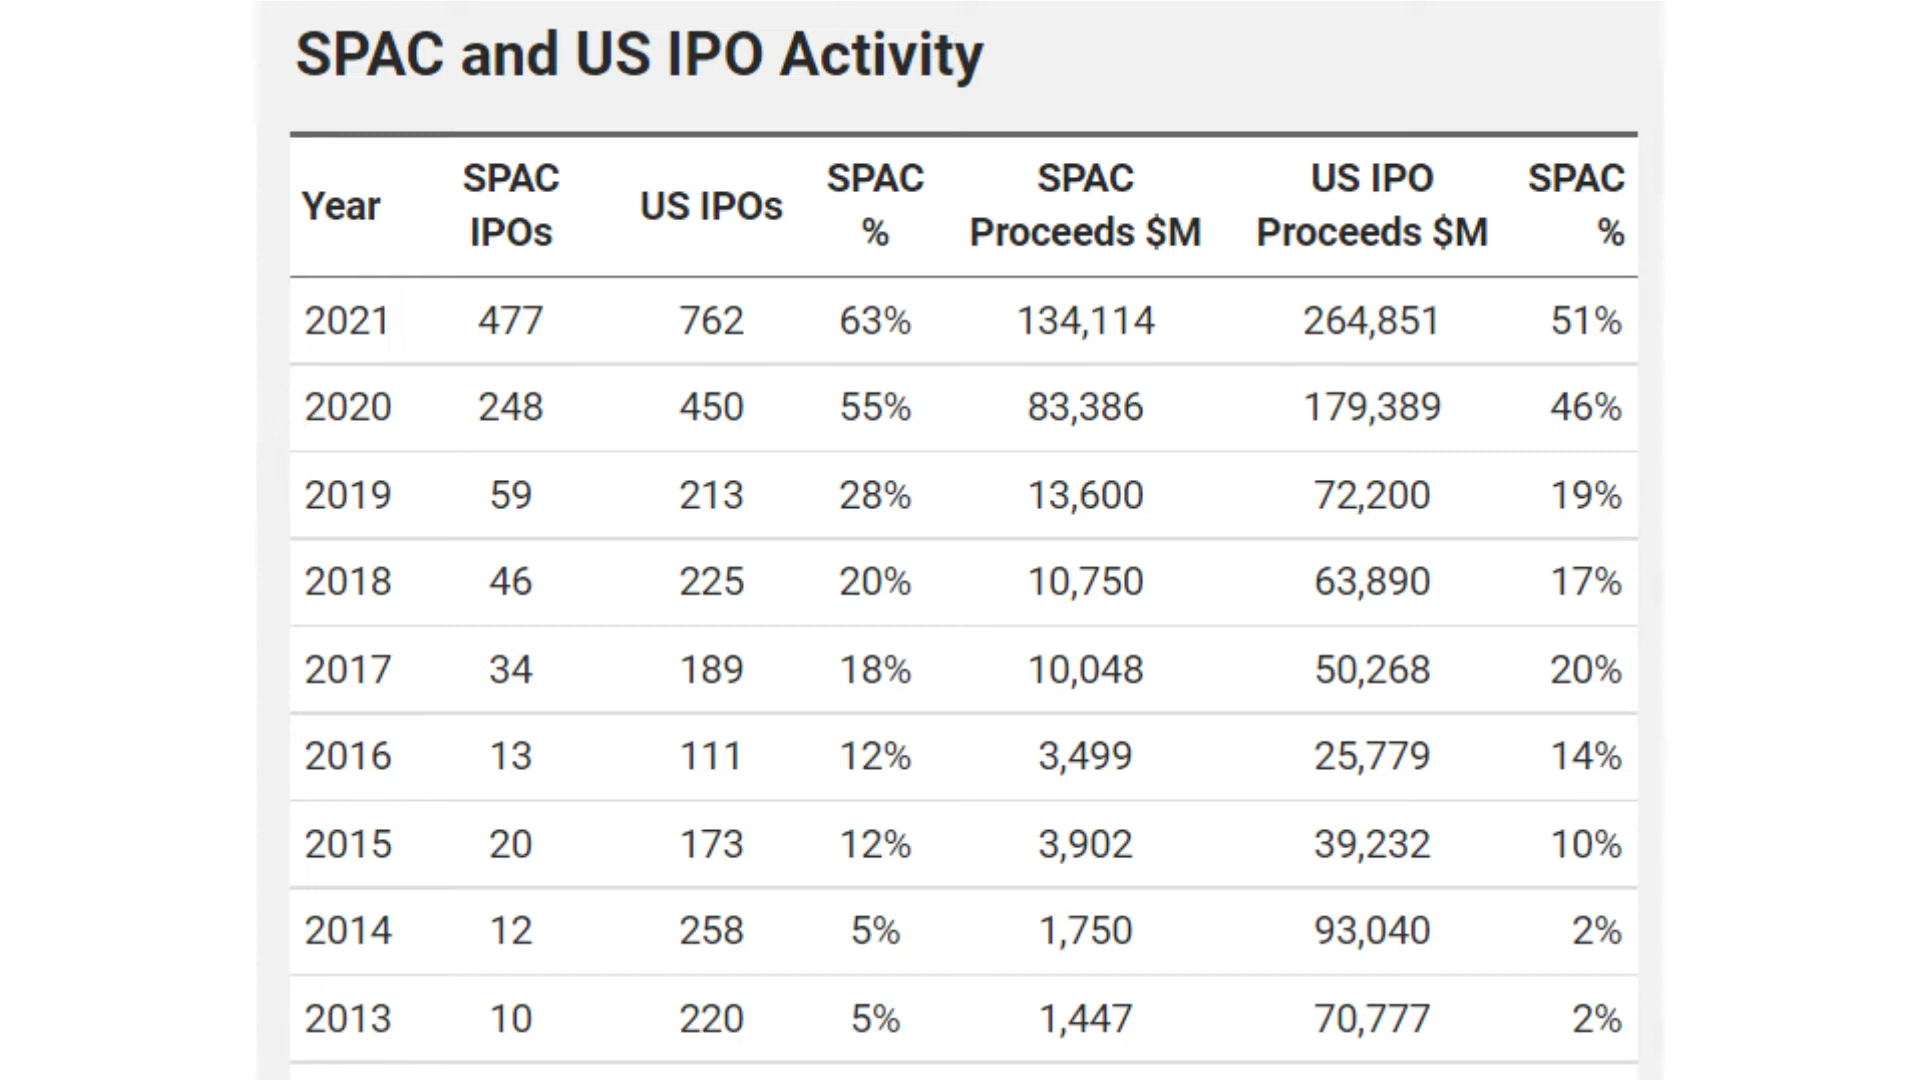 SPAC and US IPO Activity
Year SPAC IPOs US IPOs SPAC % SPAC Proceeds $M US IPO Proceeds $M SPAC %
2021 477 762 63% 134,114 264,851 51%
2020 248 450 55% 83,386 179,389 46%
2019 59 213 28% 13,600 72,200 19%
2018 46 225 20% 10,750 63,890 17%
2017 34 189 18% 10,048 50,268 20%
2016 13 111 12% 3,499 25,779 14%
2015 20 173 12% 3,902 39,232 10%
2014 12 258 5% 1,750 93,040 2%
2013 10 220 5% 1,447 70,777 2%